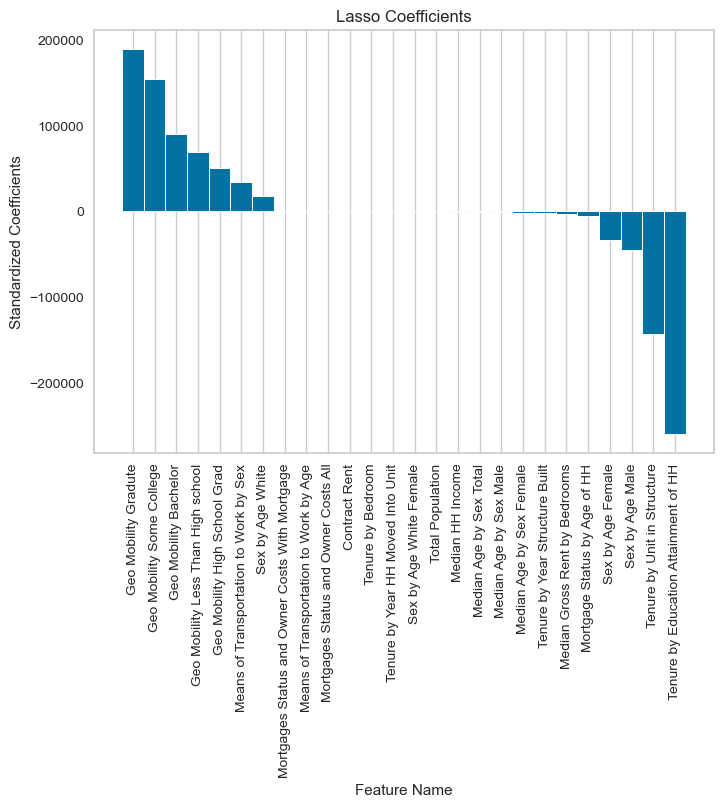 Lasso Coefficients
200000
100000
0
−100000
−200000
Standardized Coefficients
Geo Mobility Gradute
Geo Mobility Some College
Geo Mobility Bachelor
Geo Mobility Less Than High school
Geo Mobility High School Grad
Means of Transportation to Work by Sex
Sex by Age White
Mortgages Status and Owner Costs With Mortgage
Means of Transportation to Work by Age
Mortgages Status and Owner Costs All
Contract Rent
Tenure by Bedroom
Tenure by Year HH Moved Into Unit
Sex by Age White Female
Total Population
Median HH Income
Median Age by Sex Total
Median Age by Sex Male
Median Age by Sex Female
Tenure by Year Structure Built
Median Gross Rent by Bedrooms
Mortgage Status by Age of HH
Sex by Age Female
Sex by Age Male
Tenure by Unit in Structure
Tenure by Education Attainment of HH
Feature Name